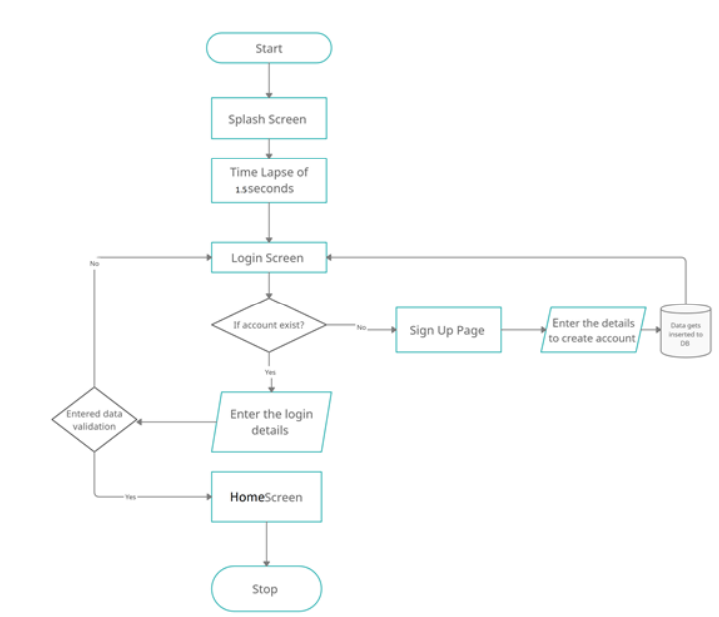 Start
Splash Screen
Time Lapse of
1.5seconds
Login Screen
No
If account exist?
No
Sign Up Page
Enter the details
to create account
Data gets
inserted to
DB
Yes
Enter the login
details
Entered data
validation
Yes
HomeScreen
Stop